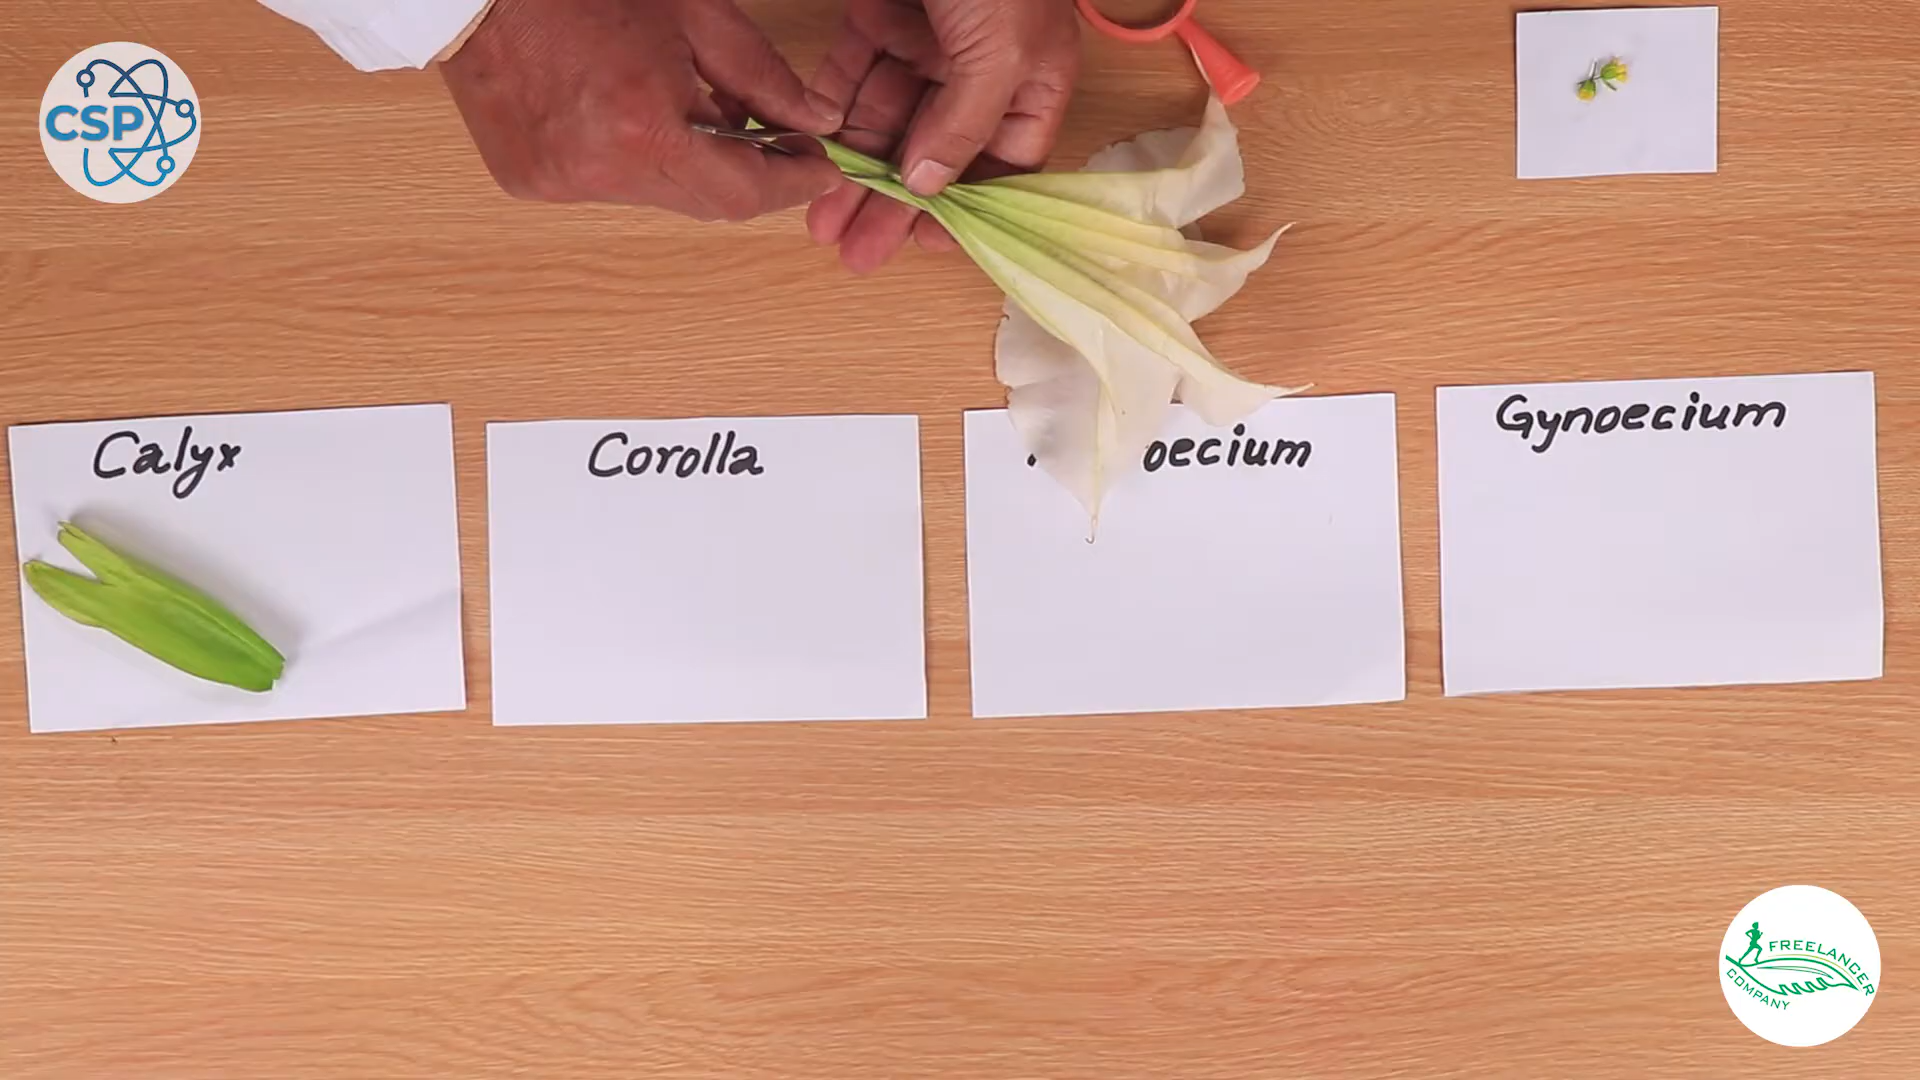 CSP
Calyx
Corolla
oecium
Gynoecium
FREELANCER
COMPANY